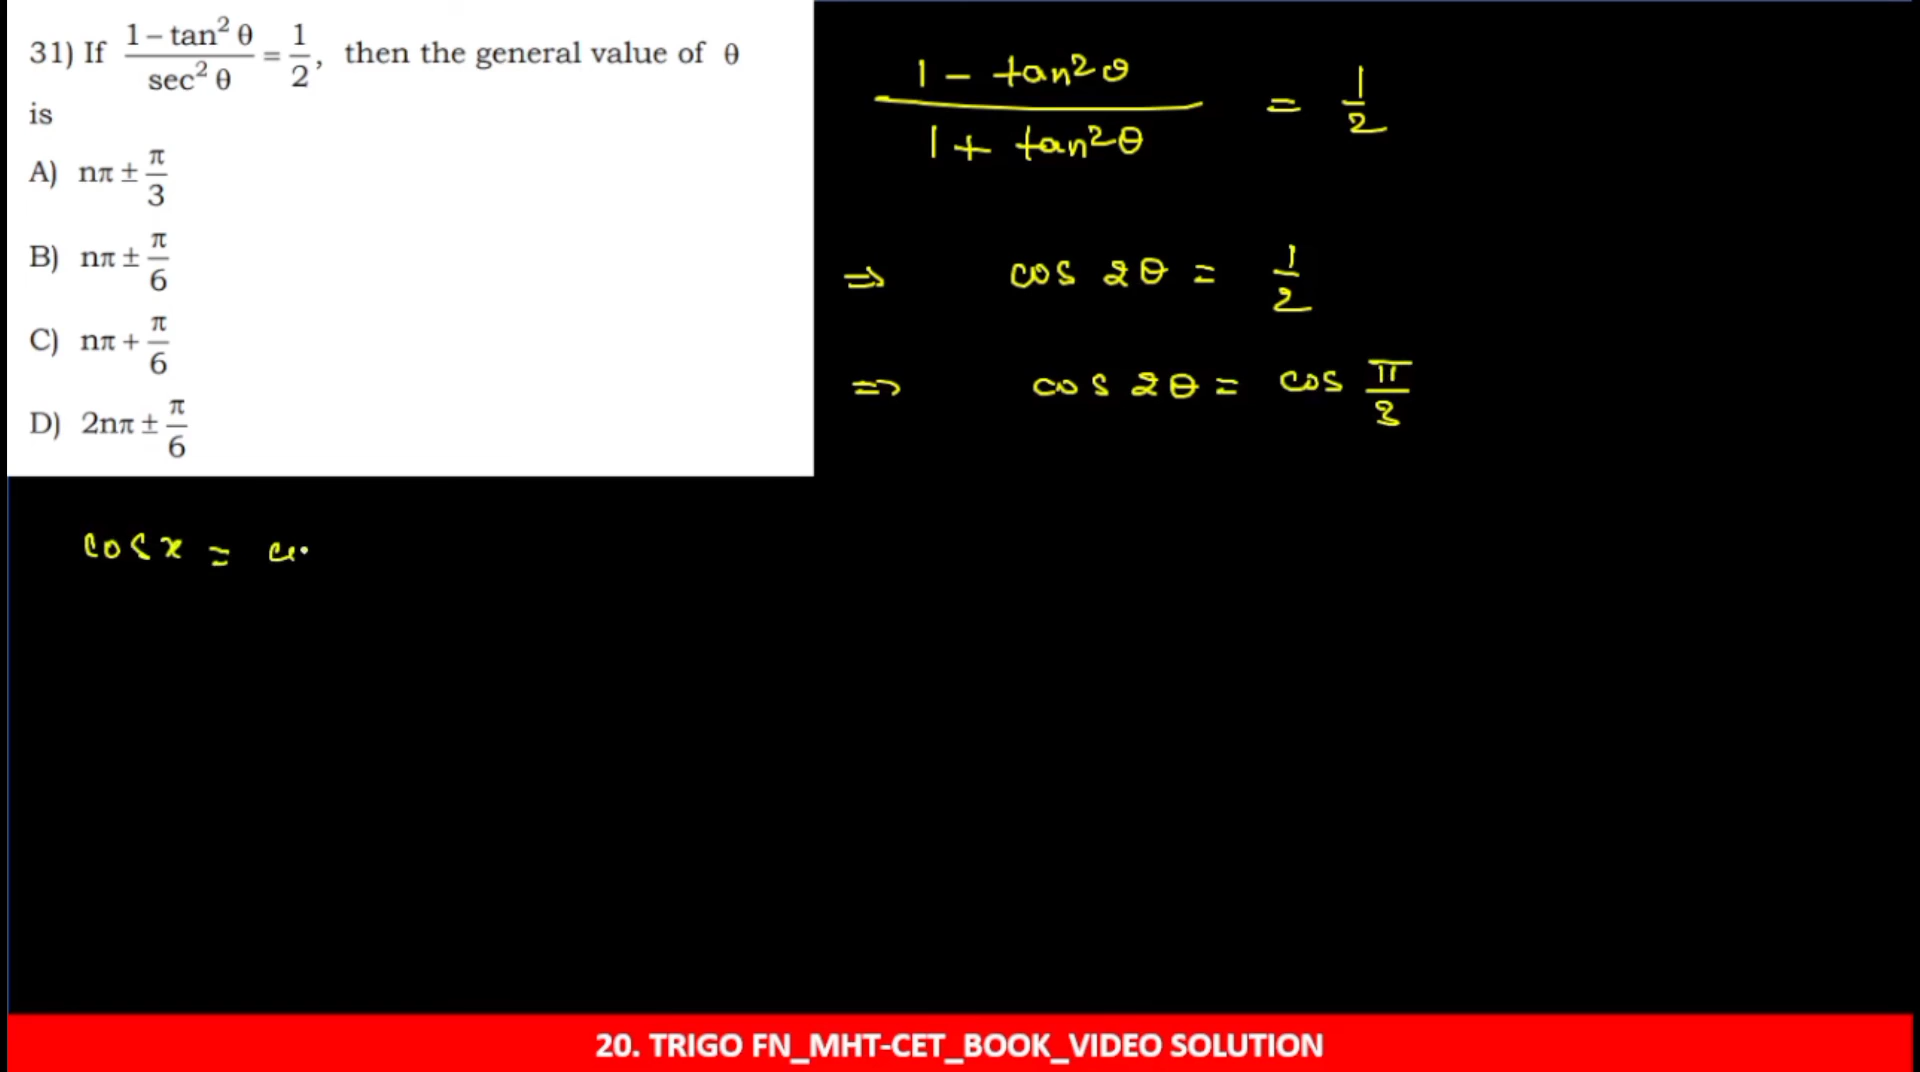 31) If (1 − tan² θ)/(sec² θ) = 1/2, then the general value of θ
is
A) nπ ± π/3
B) nπ ± π/6
C) nπ + π/6
D) 2nπ ± π/6
(1 − tan²θ)/(1 + tan²θ) = 1/2
⇒ cos 2θ = 1/2
⇒ cos 2θ = cos π/3
cos x =
20. TRIGO FN_MHT-CET_BOOK_VIDEO SOLUTION